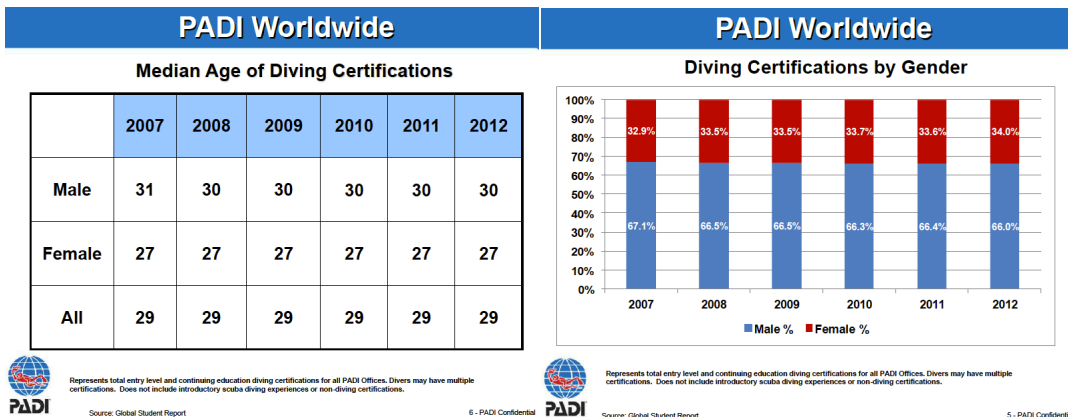 PADI Worldwide
Median Age of Diving Certifications
2007 2008 2009 2010 2011 2012
Male 31 30 30 30 30 30
Female 27 27 27 27 27 27
All 29 29 29 29 29 29
PADI
Represents total entry level and continuing education diving certifications for all PADI Offices. Divers may have multiple
certifications. Does not include introductory scuba diving experiences or non-diving certifications.
Source: Global Student Report
6 - PADI Confidential
PADI Worldwide
Diving Certifications by Gender
100%
90%
80%
70%
60%
50%
40%
30%
20%
10%
0%
32.9% 33.5% 33.5% 33.7% 33.6% 34.0%
67.1% 66.5% 66.5% 66.3% 66.4% 66.0%
2007 2008 2009 2010 2011 2012
Male % Female %
PADI
Represents total entry level and continuing education diving certifications for all PADI Offices. Divers may have multiple
certifications. Does not include introductory scuba diving experiences or non-diving certifications.
Source: Global Student Report
5 - PADI Confidenti